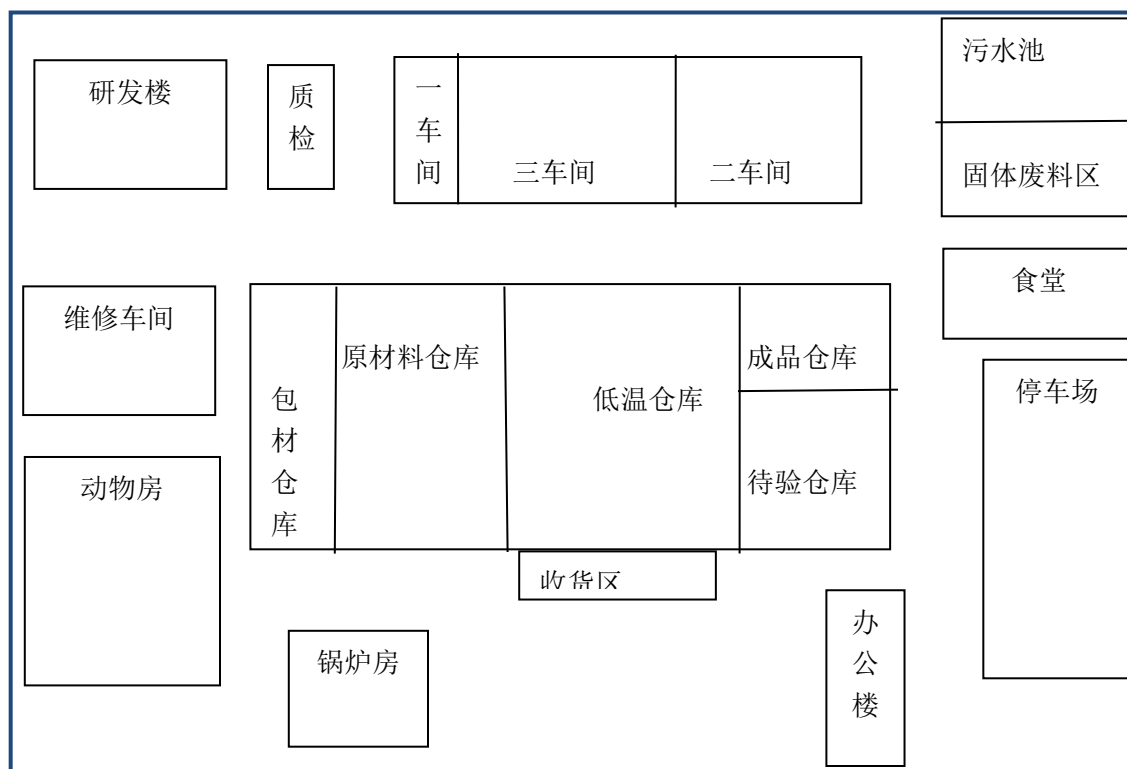 研发楼
质检
一车间
三车间
二车间
污水池
固体废料区
维修车间
包材仓库
原材料仓库
低温仓库
成品仓库
待验仓库
食堂
停车场
动物房
收货区
锅炉房
办公楼